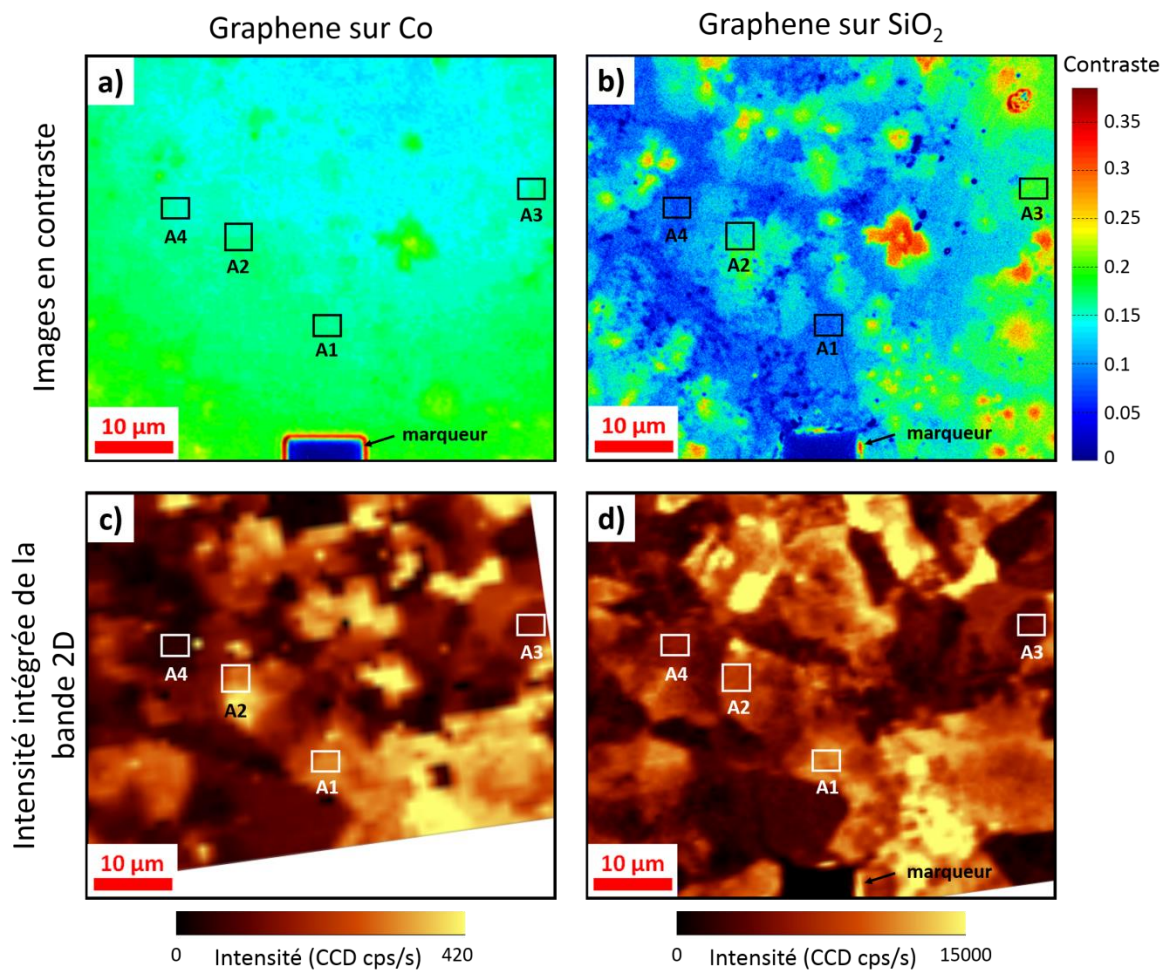 Graphene sur Co
Graphene sur SiO₂
Images en contraste
a)
A4
A2
A3
A1
10 µm
marqueur
b)
A4
A2
A3
A1
10 µm
marqueur
Contraste
0.35
0.3
0.25
0.2
0.15
0.1
0.05
0
Intensité intégrée de la
bande 2D
c)
A4
A2
A3
A1
10 µm
d)
A4
A2
A3
A1
10 µm
marqueur
0 Intensité (CCD cps/s) 420
0 Intensité (CCD cps/s) 15000